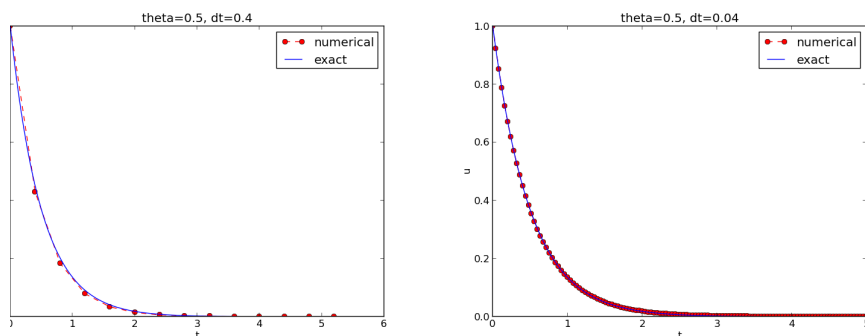 theta=0.5, dt=0.4
numerical
exact
0 1 2 3 4 5 6
t
theta=0.5, dt=0.04
numerical
exact
1.0
0.8
0.6
0.4
0.2
0.0
u
0 1 2 3 4
t